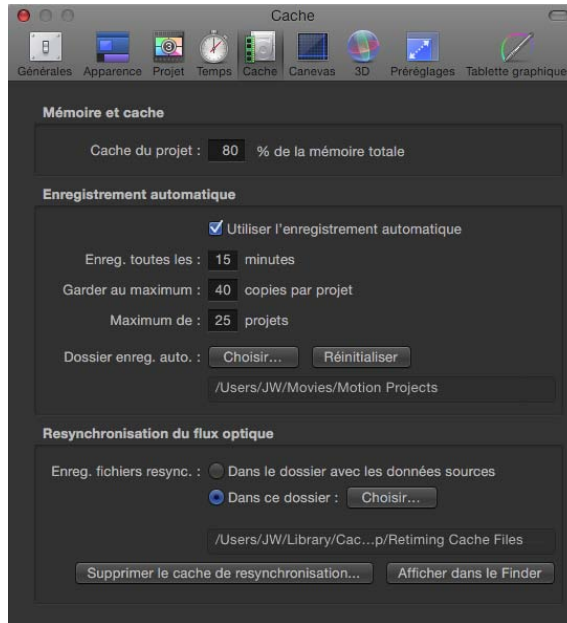 Cache
Générales Apparence Projet Temps Cache Canevas 3D Préréglages Tablette graphique
Mémoire et cache
Cache du projet : 80 % de la mémoire totale
Enregistrement automatique
Utiliser l'enregistrement automatique
Enreg. toutes les : 15 minutes
Garder au maximum : 40 copies par projet
Maximum de : 25 projets
Dossier enreg. auto. : Choisir... Réinitialiser
/Users/JW/Movies/Motion Projects
Resynchronisation du flux optique
Enreg. fichiers resync. : Dans le dossier avec les données sources
Dans ce dossier : Choisir...
/Users/JW/Library/Cac...p/Retiming Cache Files
Supprimer le cache de resynchronisation... Afficher dans le Finder